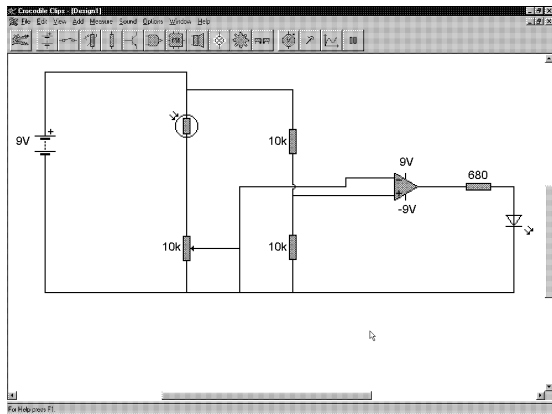 Crocodile Clips - [Design1]
File Edit View Add Measure Sound Options Window Help
9V
10k
9V
680
-9V
10k
10k
For Help press F1.